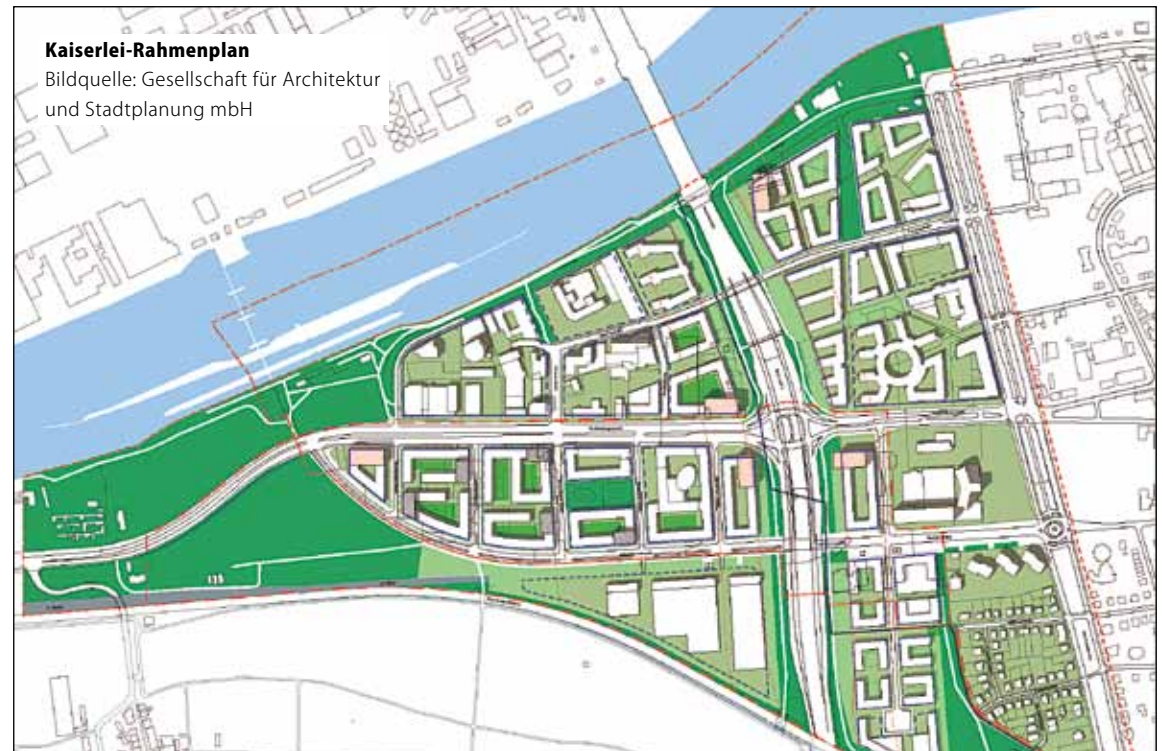 Kaiserlei-Rahmenplan
Bildquelle: Gesellschaft für Architektur
und Stadtplanung mbH